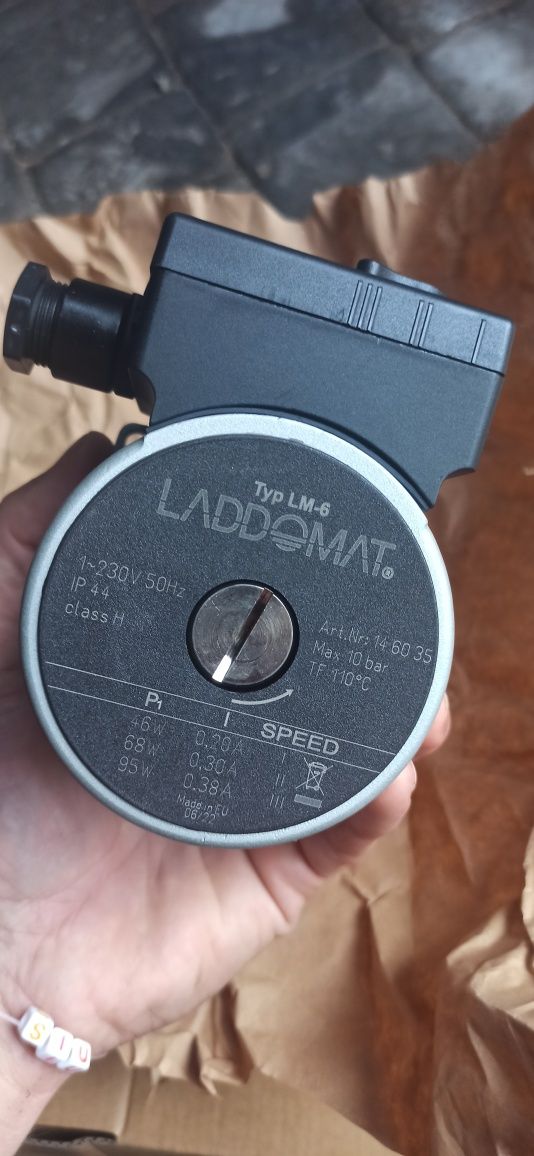 Typ LM-6
LADDOMAT®
1~230V 50Hz
IP 44
class H
Art.Nr: 14 60 35
Max 10 bar
TF 110°C
P1 I SPEED
46W 0.20A I
68W 0.30A II
95W 0.38A III
Made in EU
06/22
SIU